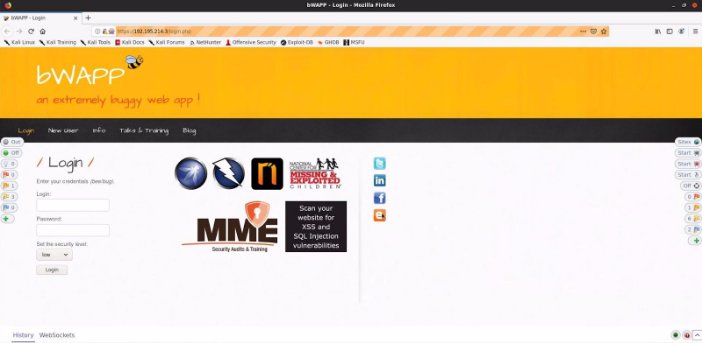 bWAPP - Login - Mozilla Firefox
bWAPP - Login
https://192.195.214.3/login.php
Kali Linux Kali Training Kali Tools Kali Docs Kali Forums NetHunter Offensive Security Exploit-DB GHDB MSFU
bWAPP
an extremely buggy web app !
Login New User Info Talks & Training Blog
Out
Off
0
0
1
3
0
Sites
Start
Start
Start
Off
0
1
6
2
/ Login /
Enter your credentials (bee/bug).
Login:
Password:
Set the security level:
low
Login
n
NATIONAL
CENTER FOR
MISSING &
EXPLOITED
CHILDREN
MME
Security Audits & Training
Scan your
website for
XSS and
SQL Injection
vulnerabilities
in
f
History WebSockets